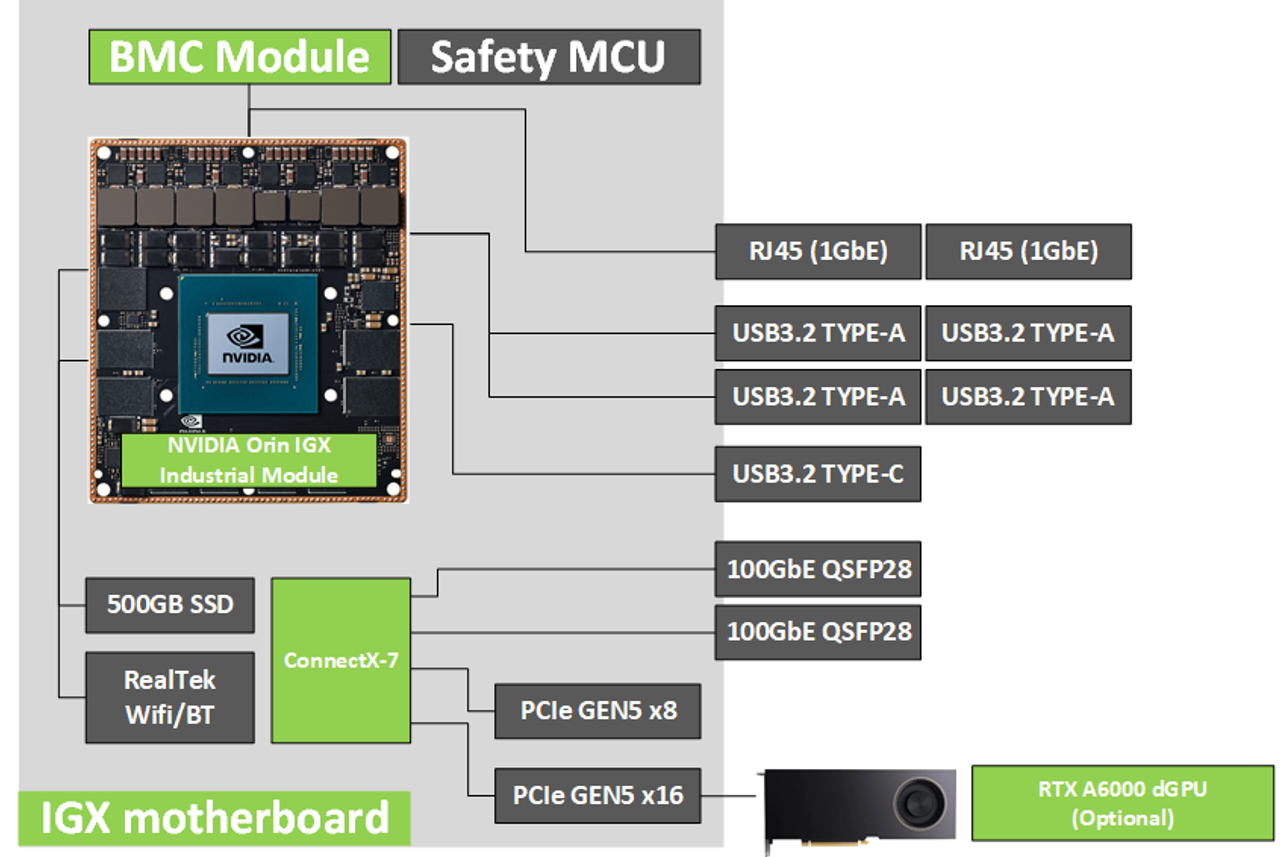 BMC Module
Safety MCU
RJ45 (1GbE)
RJ45 (1GbE)
USB3.2 TYPE-A
USB3.2 TYPE-A
USB3.2 TYPE-A
USB3.2 TYPE-A
USB3.2 TYPE-C
NVIDIA.
NVIDIA
NVIDIA Orin IGX
Industrial Module
100GbE QSFP28
100GbE QSFP28
500GB SSD
ConnectX-7
RealTek
Wifi/BT
PCIe GEN5 x8
PCIe GEN5 x16
RTX A6000 dGPU
(Optional)
IGX motherboard